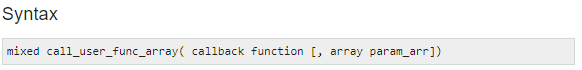 Syntax
mixed call_user_func_array( callback function [, array param_arr])